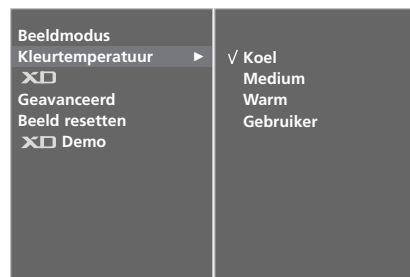 Beeldmodus
Kleurtemperatuur ►
XD
Geavanceerd
Beeld resetten
XD Demo
√ Koel
Medium
Warm
Gebruiker